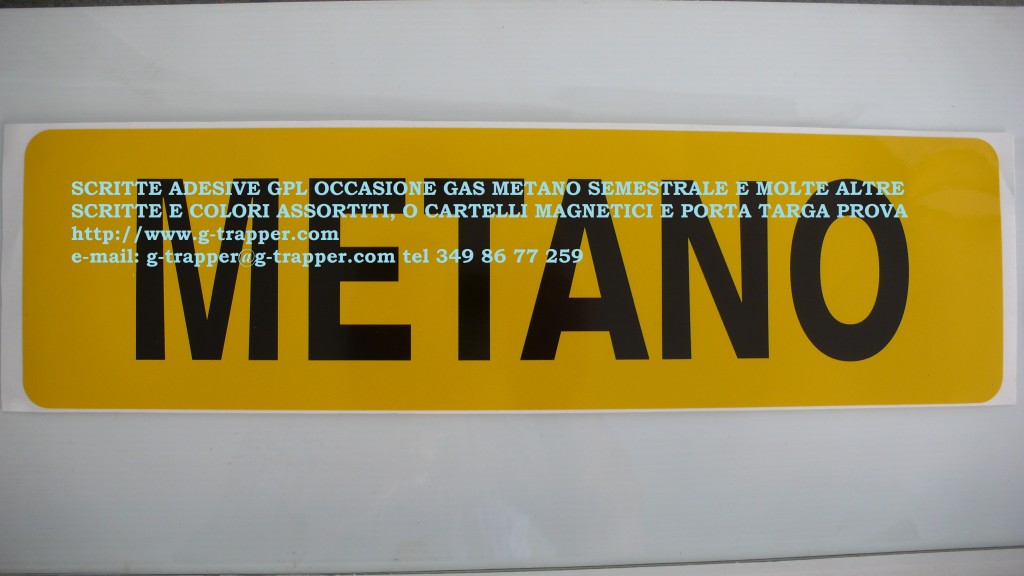 METANO
SCRITTE ADESIVE GPL OCCASIONE GAS METANO SEMESTRALE E MOLTE ALTRE
SCRITTE E COLORI ASSORTITI, O CARTELLI MAGNETICI E PORTA TARGA PROVA
http://www.g-trapper.com
e-mail: g-trapper@g-trapper.com tel 349 86 77 259